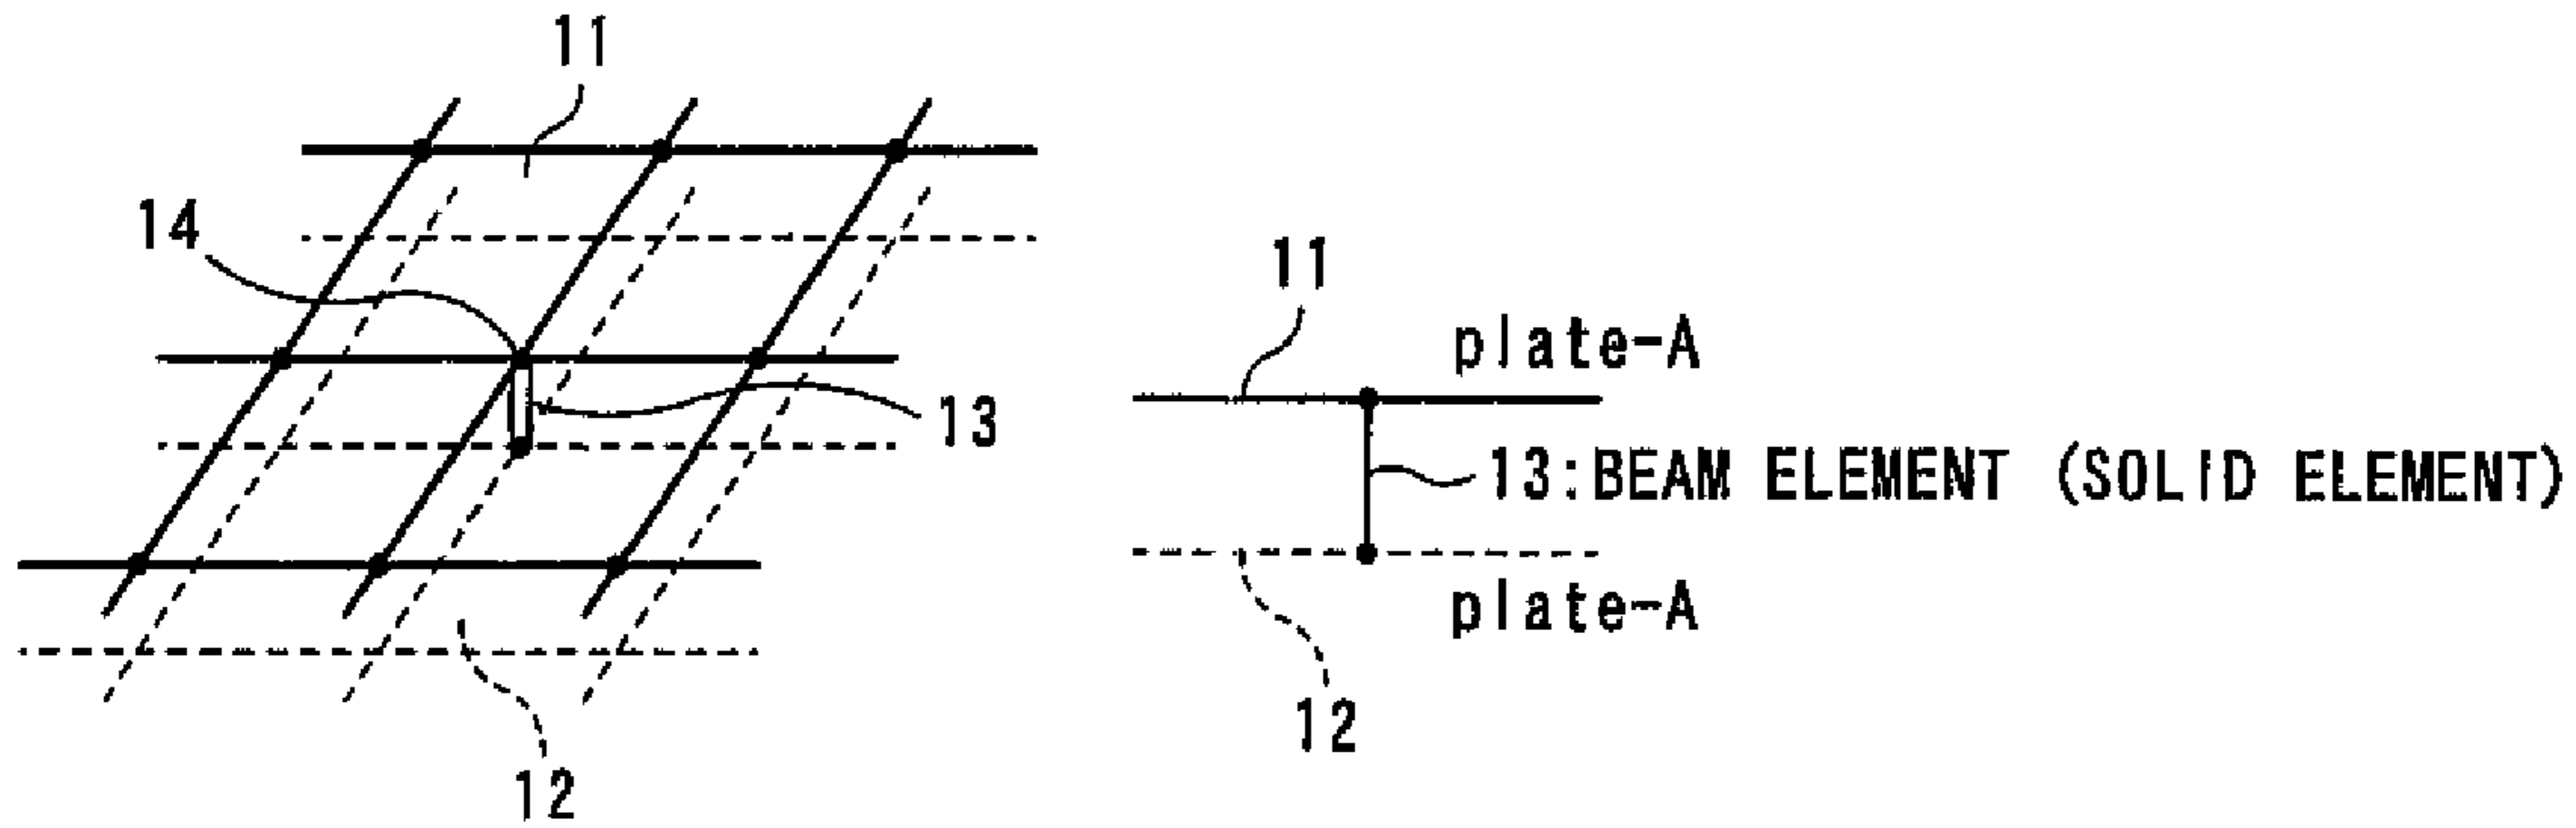 11
14
13
12
11
plate-A
13:BEAM ELEMENT (SOLID ELEMENT)
plate-A
12